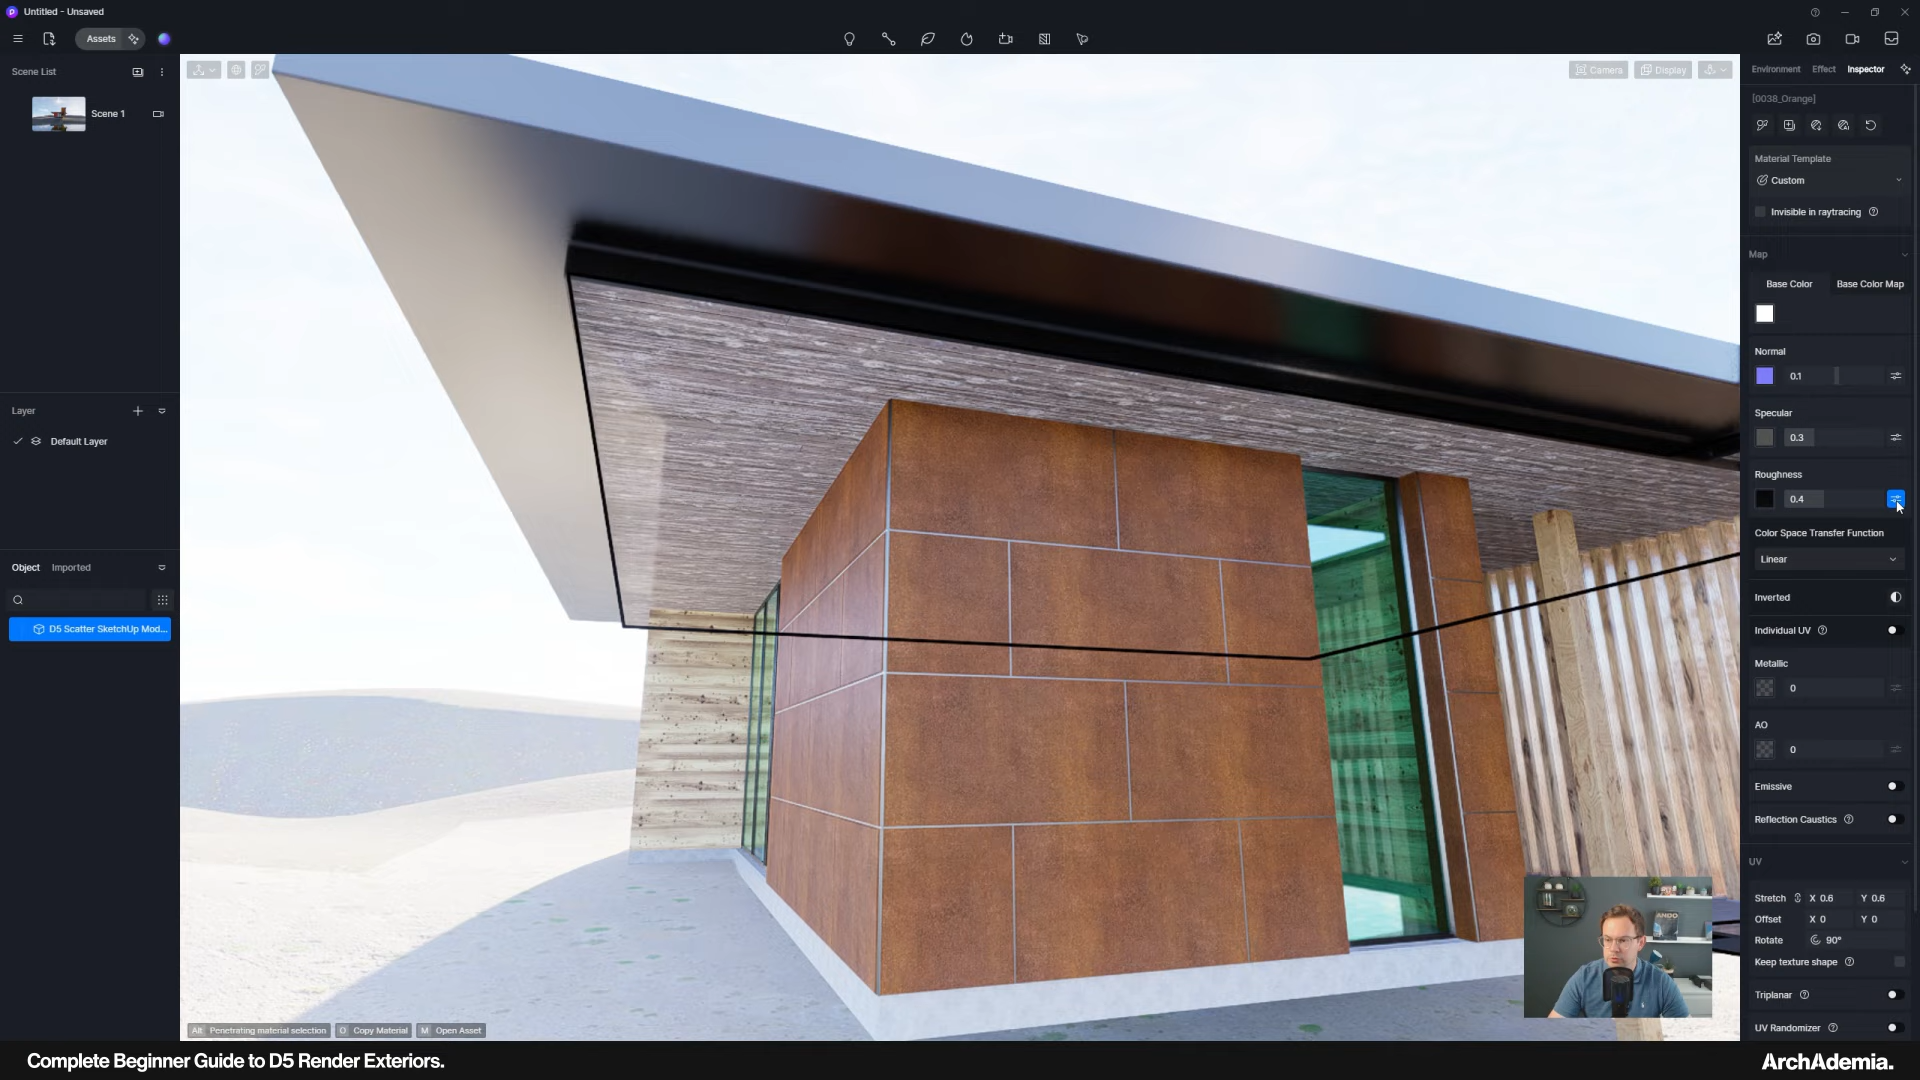 Untitled - Unsaved
Assets
Scene List
Scene 1
Layer
Default Layer
Object Imported
D5 Scatter SketchUp Mod...
Camera
Display
Alt Penetrating material selection O Copy Material M Open Asset
Environment Effect Inspector
[0038_Orange]
Material Template
Custom
Invisible in raytracing
Map
Base Color Base Color Map
Normal
0.1
Specular
0.3
Roughness
0.4
Color Space Transfer Function
Linear
Inverted
Individual UV
Metallic
0
AO
0
Emissive
Reflection Caustics
UV
Stretch X 0.6 Y 0.6
Offset X 0 Y 0
Rotate 90°
Keep texture shape
Triplanar
UV Randomizer
Complete Beginner Guide to D5 Render Exteriors.
ArchAdemia.